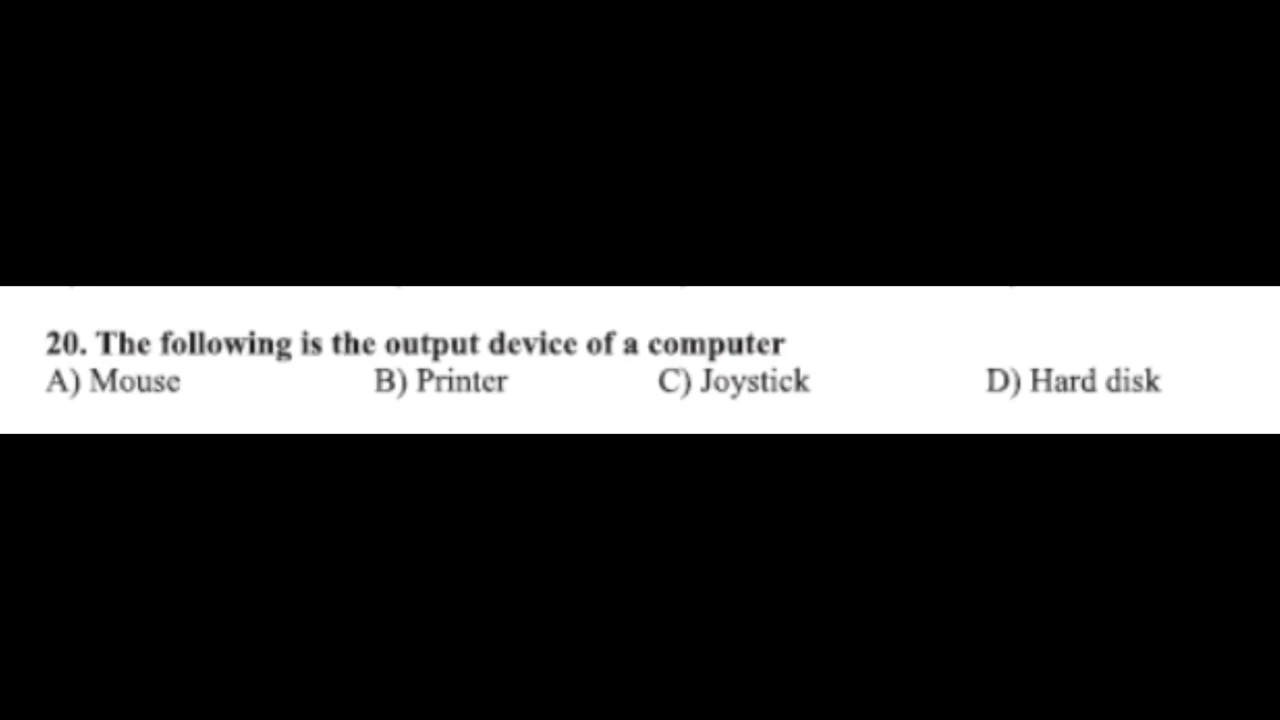 20. The following is the output device of a computer
A) Mouse B) Printer C) Joystick D) Hard disk